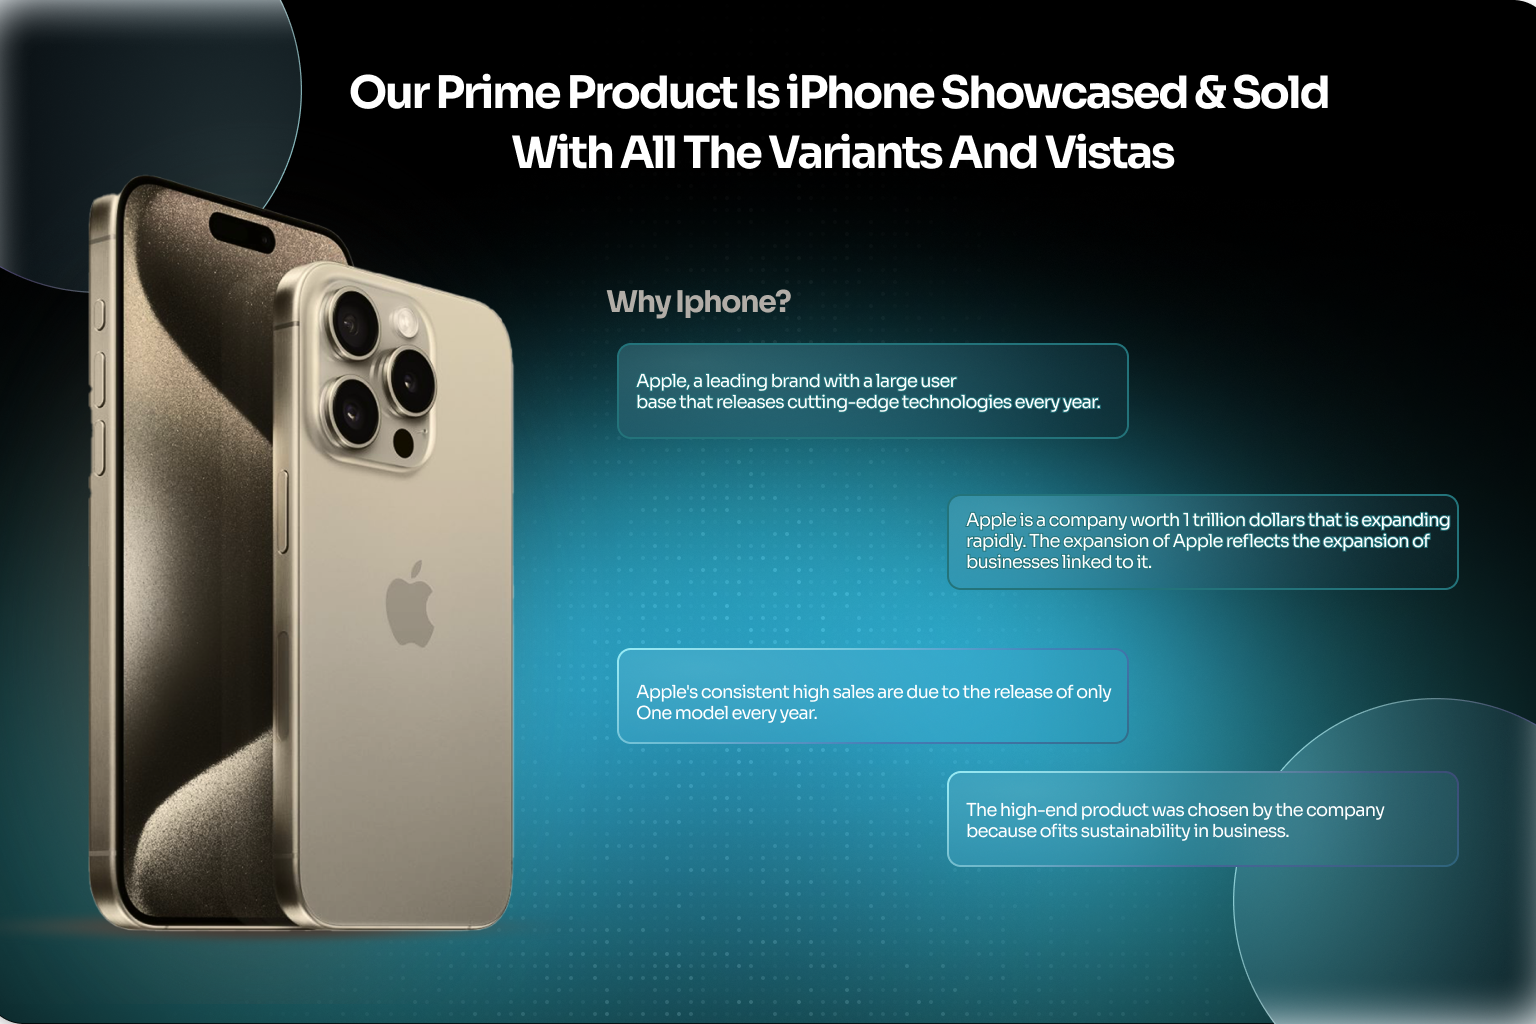 Our Prime Product Is iPhone Showcased & Sold
With All The Variants And Vistas
Why Iphone?
Apple, a leading brand with a large user
base that releases cutting-edge technologies every year.
Apple is a company worth 1 trillion dollars that is expanding
rapidly. The expansion of Apple reflects the expansion of
businesses linked to it.
Apple's consistent high sales are due to the release of only
One model every year.
The high-end product was chosen by the company
because ofits sustainability in business.